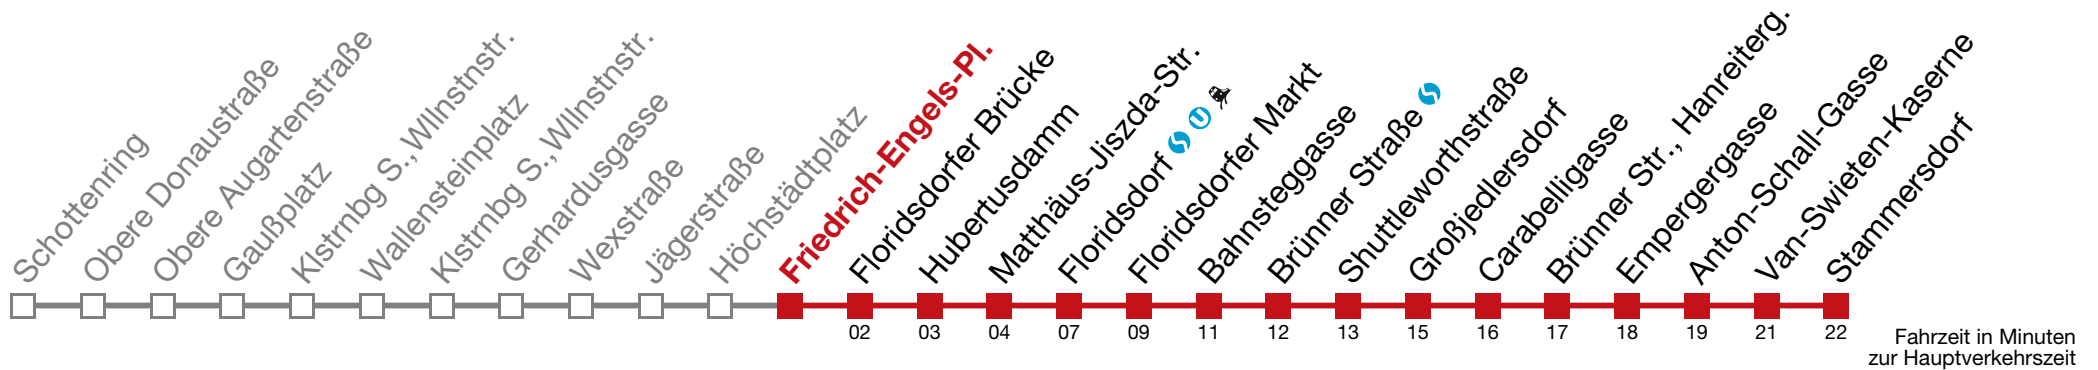 Schottenring
Obere Donaustraße
Obere Augartenstraße
Gaußplatz
Klstrnbg S., Wllnstnstr.
Wallensteinplatz
Klstrnbg S., Wllnstnstr.
Gerhardusgasse
Wexstraße
Jägerstraße
Höchstädtplatz
Friedrich-Engels-Pl.
Floridsdorfer Brücke
Hubertusdamm
Matthäus-Jiszda-Str.
Floridsdorf S U
Floridsdorfer Markt
Bahnsteggasse
Brünner Straße S
Shuttleworthstraße
Großjedlersdorf
Carabelligasse
Brünner Str., Hanreiterg.
Empergergasse
Anton-Schall-Gasse
Van-Swieten-Kaserne
Stammersdorf
02 03 04 07 09 11 12 13 15 16 17 18 19 21 22
Fahrzeit in Minuten
zur Hauptverkehrszeit